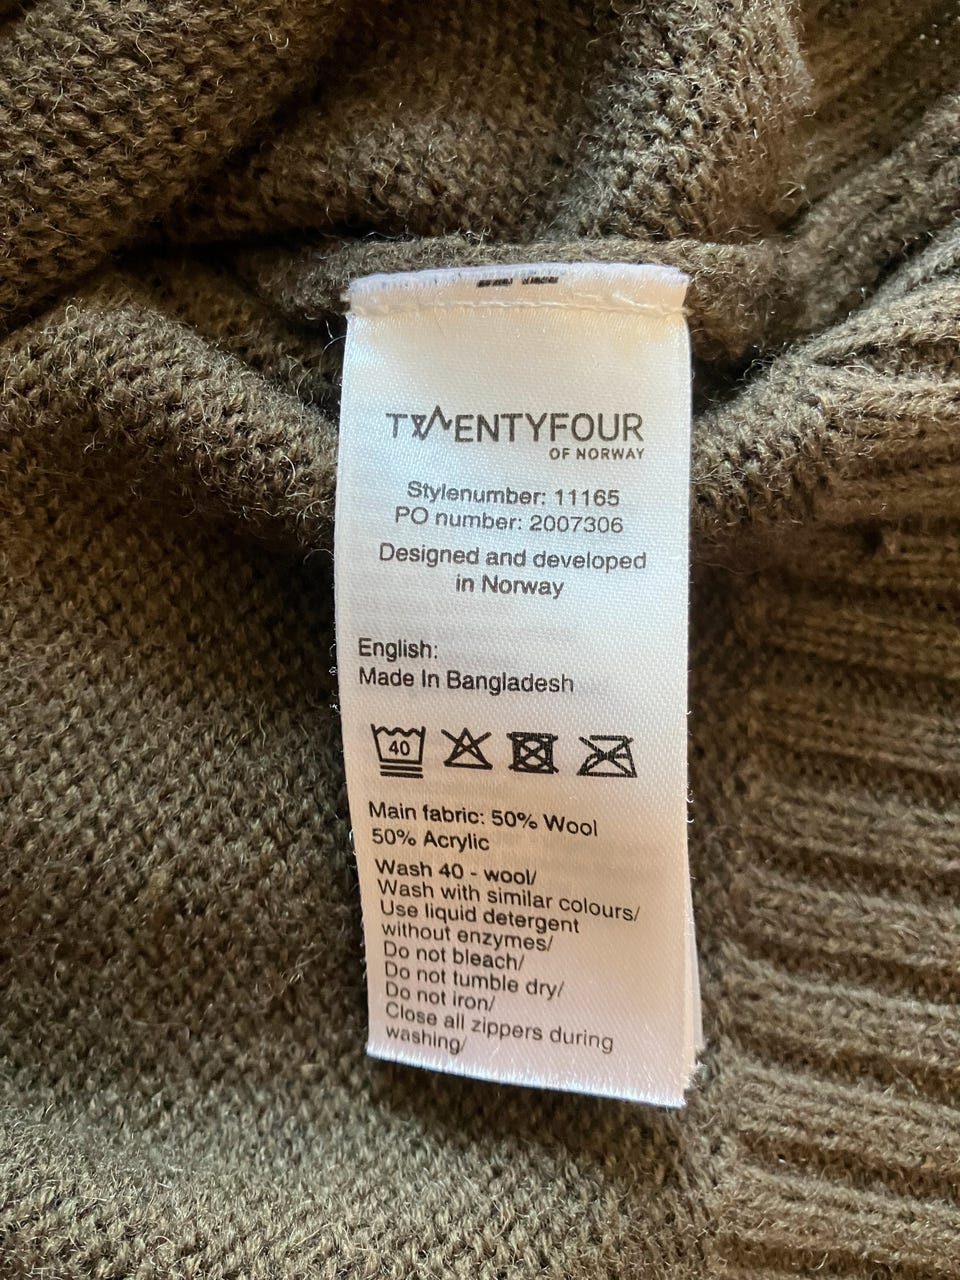 TWENTYFOUR
OF NORWAY
Stylenumber: 11165
PO number: 2007306
Designed and developed
in Norway
English:
Made In Bangladesh
40
Main fabric: 50% Wool
50% Acrylic
Wash 40 - wool/
Wash with similar colours/
Use liquid detergent
without enzymes/
Do not bleach/
Do not tumble dry/
Do not iron/
Close all zippers during
washing/